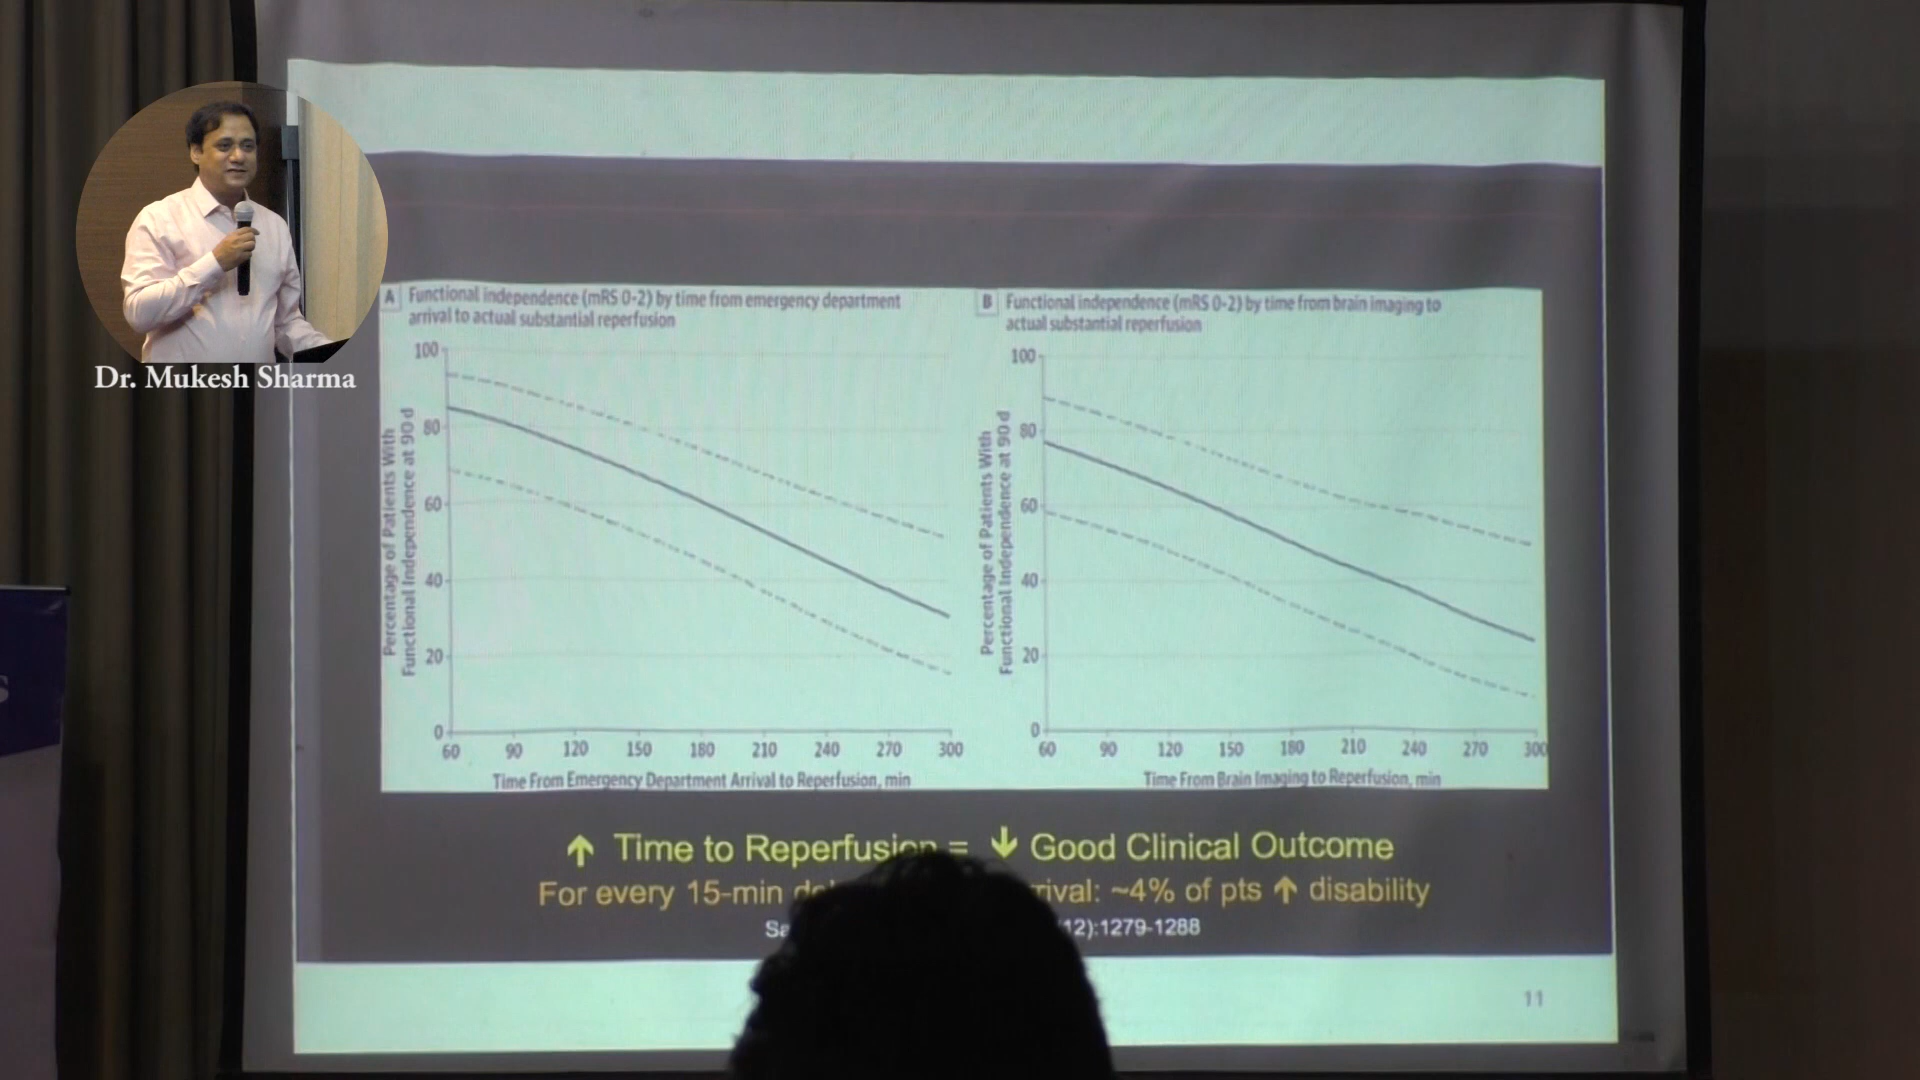 Dr. Mukesh Sharma
A Functional independence (mRS 0-2) by time from emergency department
arrival to actual substantial reperfusion
Percentage of Patients With
Functional Independence at 90 d
100
80
60
40
20
0
60 90 120 150 180 210 240 270 300
Time From Emergency Department Arrival to Reperfusion, min
B Functional independence (mRS 0-2) by time from brain imaging to
actual substantial reperfusion
Percentage of Patients With
Functional Independence at 90 d
100
80
60
40
20
0
60 90 120 150 180 210 240 270 300
Time From Brain Imaging to Reperfusion, min
↑ Time to Reperfusion = ↓ Good Clinical Outcome
For every 15-min ~4% of pts ↑ disability
12):1279-1288
11